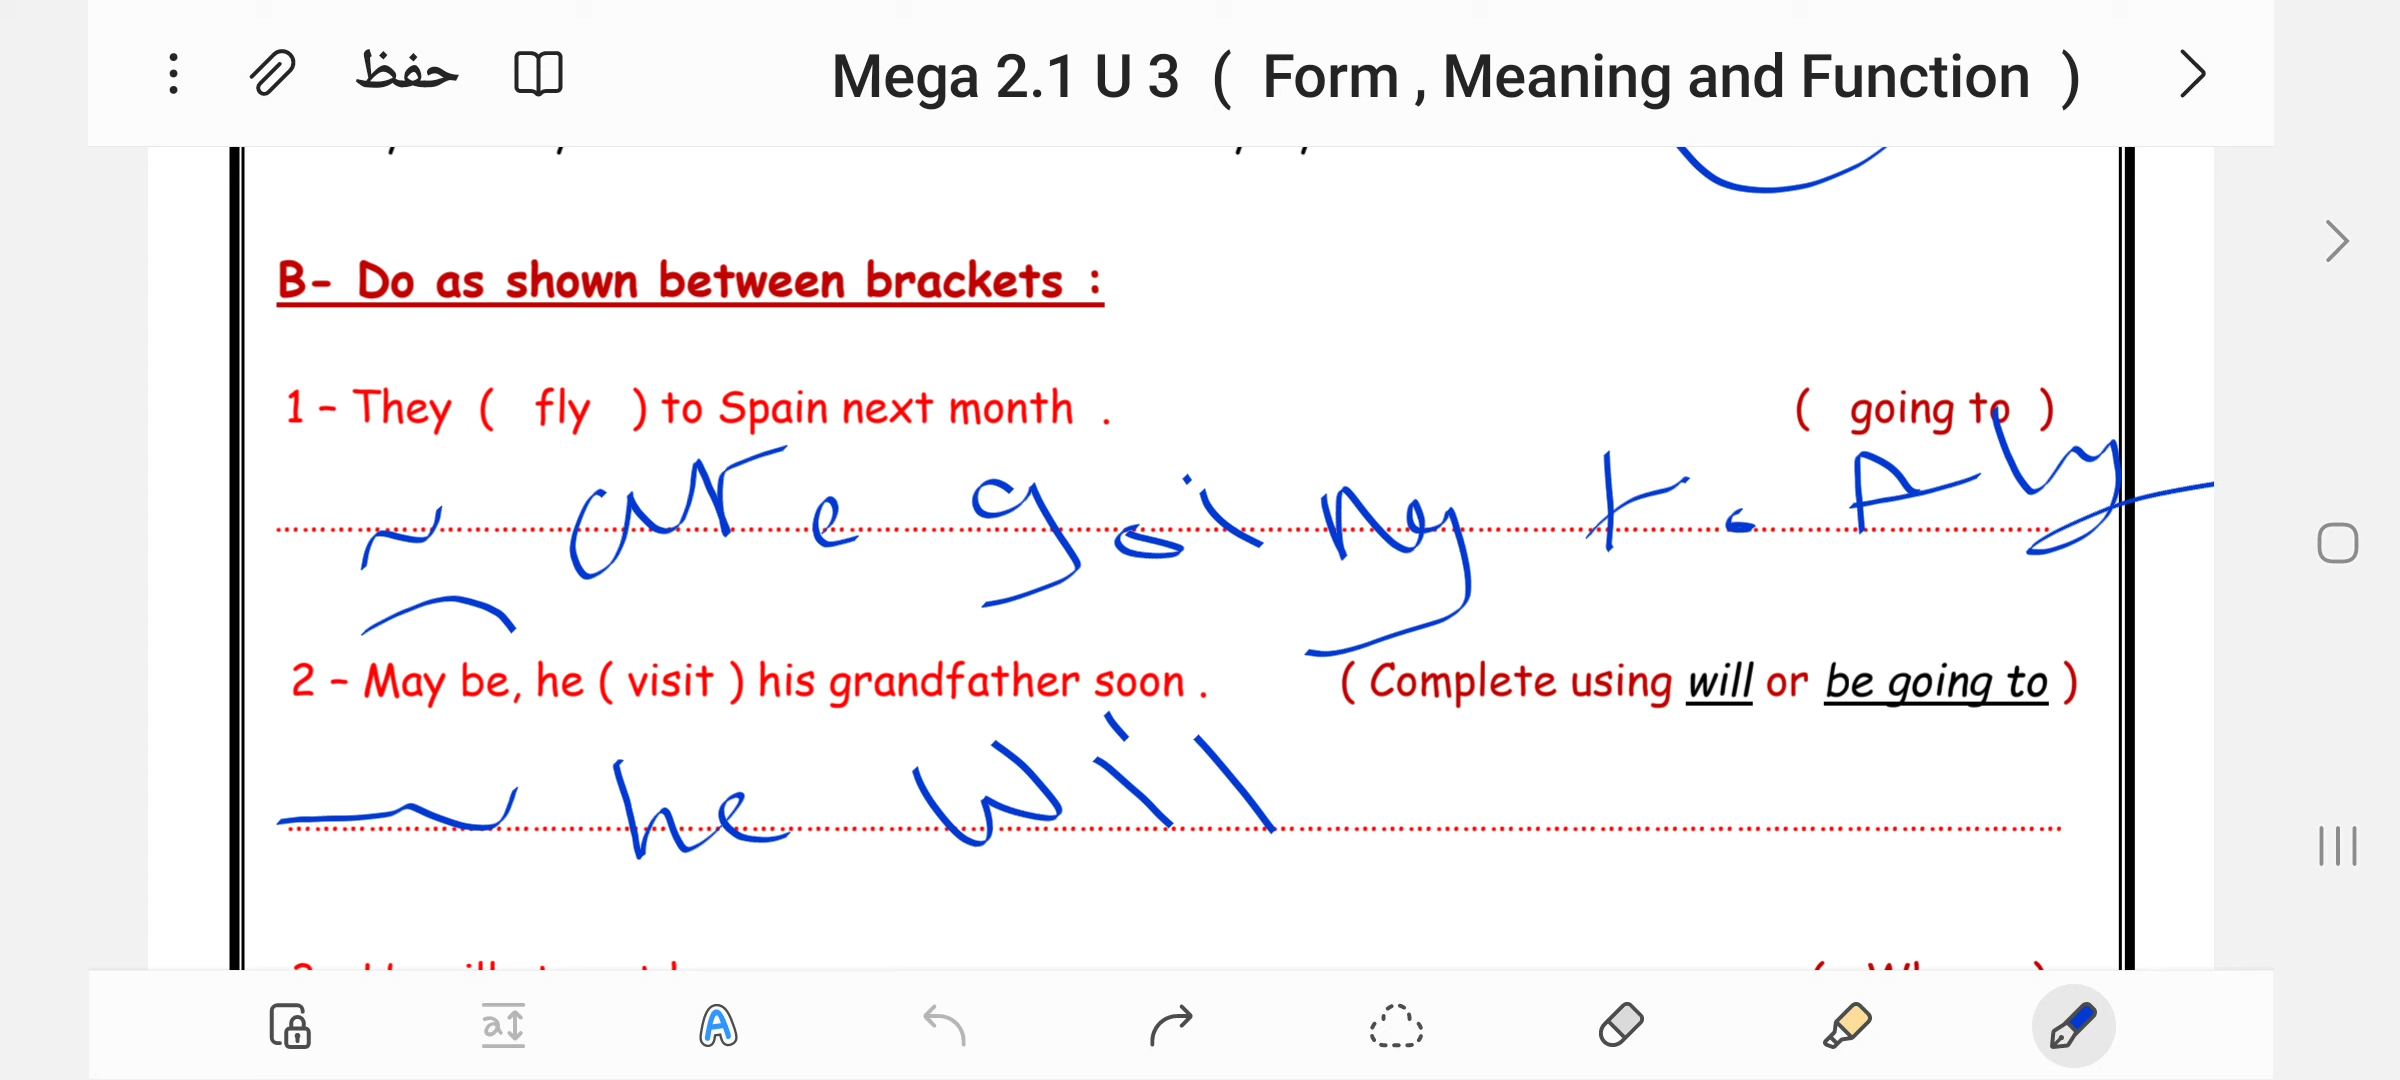 حفظ Mega 2.1 U 3 ( Form , Meaning and Function )
B- Do as shown between brackets :
1 - They ( fly ) to Spain next month . ( going to )
are going to fly
2 - May be, he ( visit ) his grandfather soon . ( Complete using will or be going to )
he wil